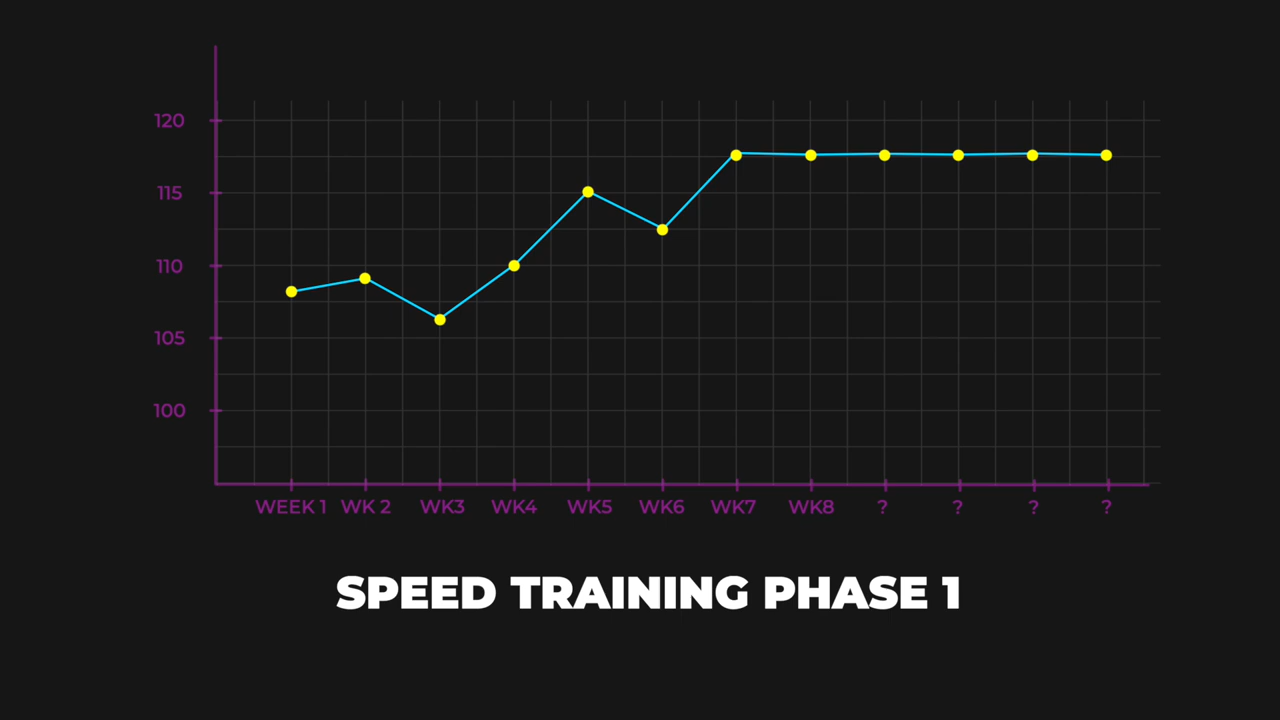 120
115
110
105
100
WEEK 1 WK 2 WK3 WK4 WK5 WK6 WK7 WK8 ? ? ? ?
SPEED TRAINING PHASE 1